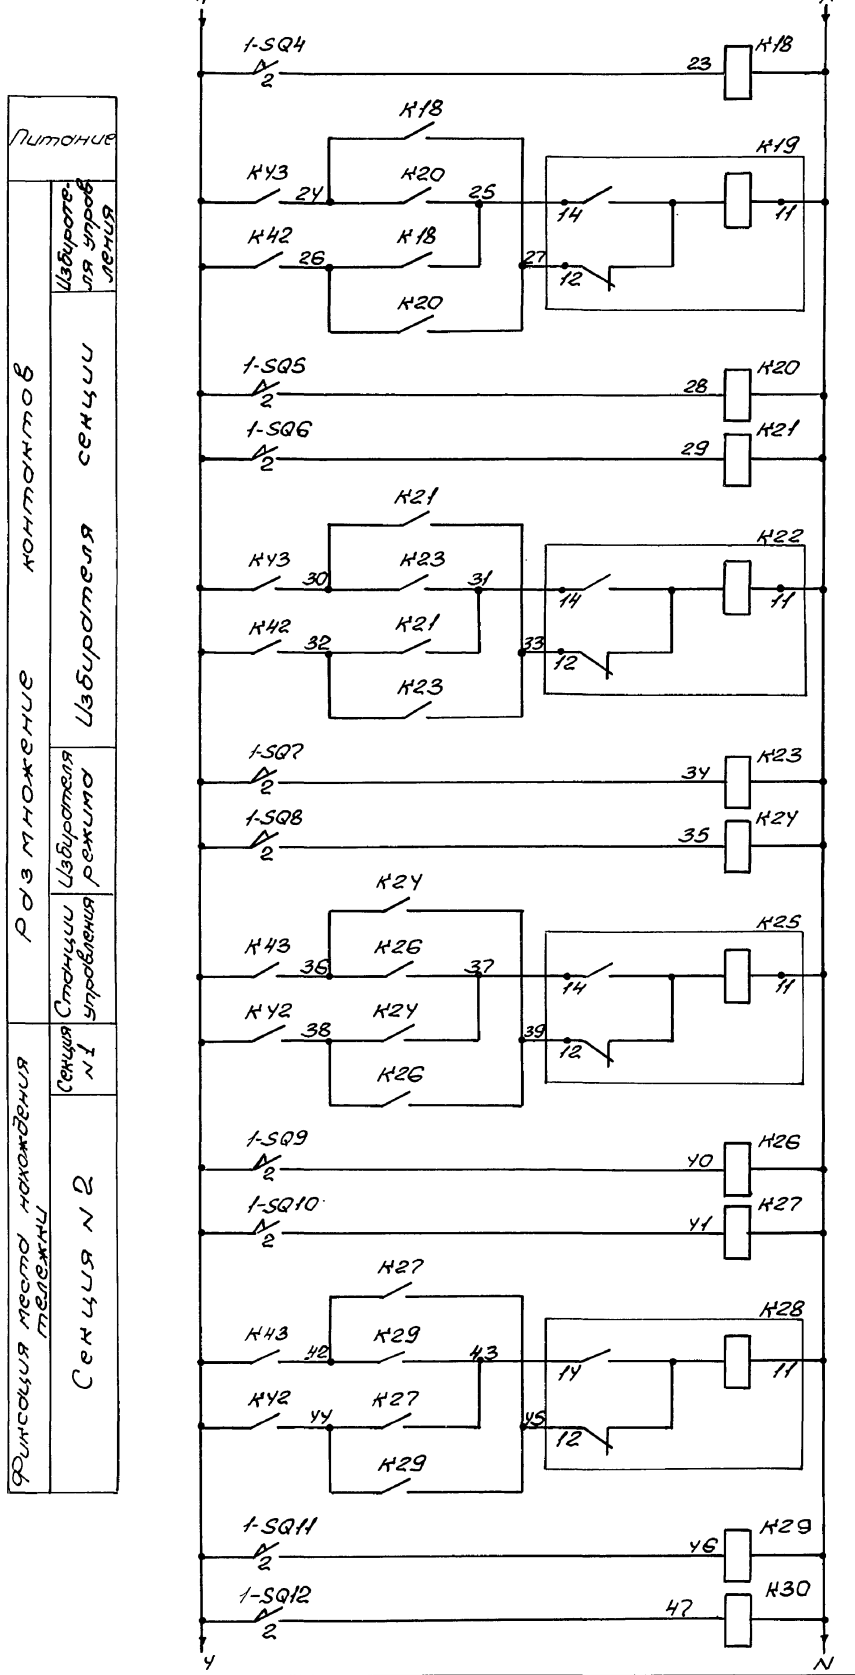 1-SQ4
2
23
K18
K18
K19
K43
24
K20
25
14
11
K42
26
K18
27
12
K20
1-SQ5
2
28
K20
1-SQ6
2
29
K21
K21
K22
K43
30
K23
31
14
11
K42
32
K21
33
12
K23
1-SQ7
2
34
K23
1-SQ8
2
35
K24
K24
K25
K43
36
K26
37
14
11
K42
38
K24
39
12
K26
1-SQ9
2
40
K26
1-SQ10
2
41
K27
K27
K28
K43
42
K29
43
14
11
K42
44
K27
45
12
K29
1-SQ11
2
46
K29
1-SQ12
2
47
K30
У
N
Питание
Размножение контактов
Избирате-
ля управ
ления
Избирателя секции
Избирателя
режима
Станции
управления
Фиксация места нахождения
тележки
Секция
N1
Секция N2